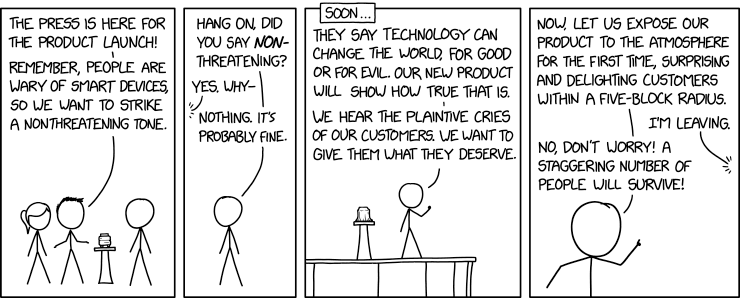 THE PRESS IS HERE FOR
THE PRODUCT LAUNCH!
REMEMBER, PEOPLE ARE
WARY OF SMART DEVICES,
SO WE WANT TO STRIKE
A NONTHREATENING TONE.
HANG ON, DID
YOU SAY NON-
THREATENING?
YES, WHY–
NOTHING. IT'S
PROBABLY FINE.
SOON...
THEY SAY TECHNOLOGY CAN
CHANGE THE WORLD, FOR GOOD
OR FOR EVIL. OUR NEW PRODUCT
WILL SHOW HOW TRUE THAT IS.
WE HEAR THE PLAINTIVE CRIES
OF OUR CUSTOMERS. WE WANT TO
GIVE THEM WHAT THEY DESERVE.
NOW, LET US EXPOSE OUR
PRODUCT TO THE ATMOSPHERE
FOR THE FIRST TIME, SURPRISING
AND DELIGHTING CUSTOMERS
WITHIN A FIVE-BLOCK RADIUS.
I'M LEAVING.
NO, DON'T WORRY! A
STAGGERING NUMBER OF
PEOPLE WILL SURVIVE!